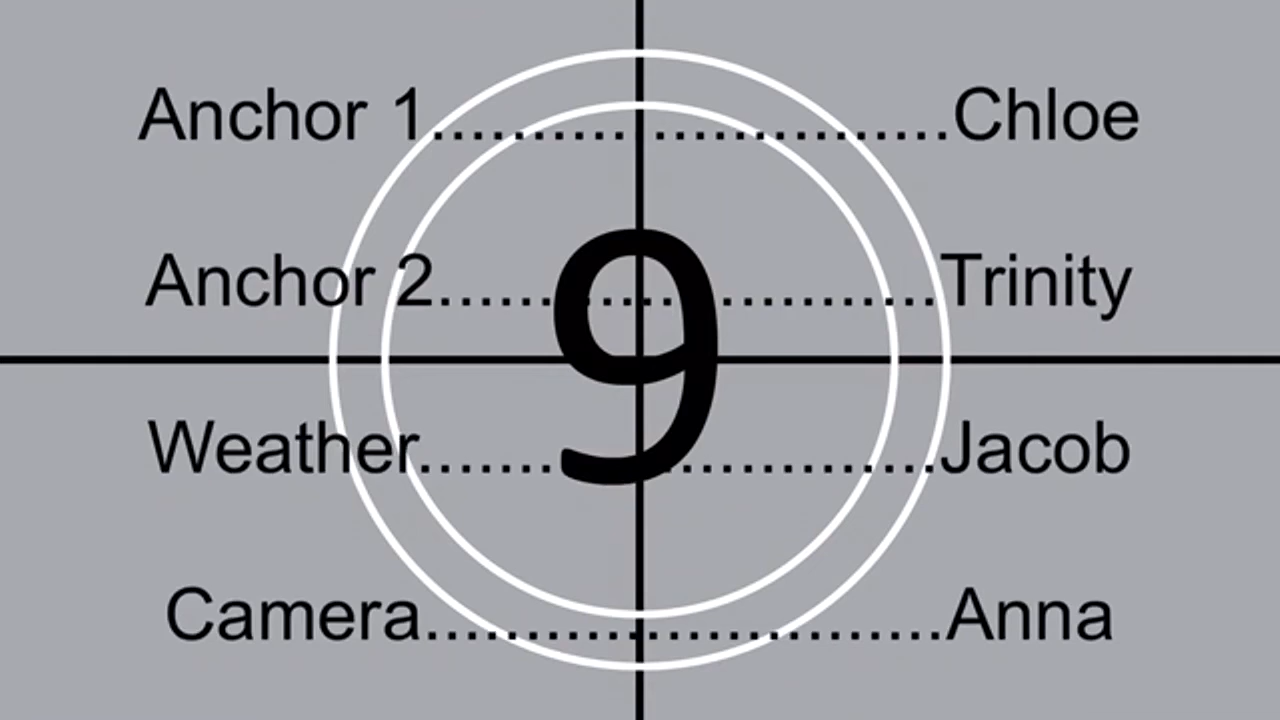 Anchor 1..........................Chloe
Anchor 2.........................Trinity
9
Weather..........................Jacob
Camera..........................Anna